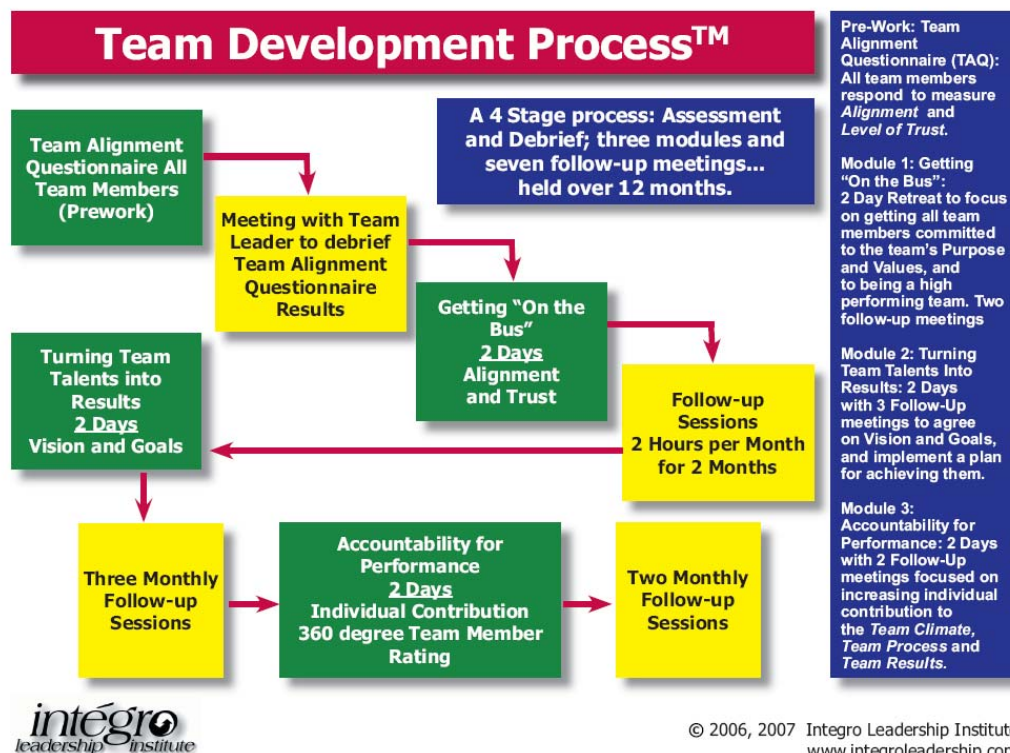 Team Development Process™
A 4 Stage process: Assessment
and Debrief; three modules and
seven follow-up meetings...
held over 12 months.
Team Alignment
Questionnaire All
Team Members
(Prework)
Meeting with Team
Leader to debrief
Team Alignment
Questionnaire
Results
Getting “On the
Bus”
2 Days
Alignment
and Trust
Follow-up
Sessions
2 Hours per Month
for 2 Months
Turning Team
Talents into
Results
2 Days
Vision and Goals
Three Monthly
Follow-up
Sessions
Accountability for
Performance
2 Days
Individual Contribution
360 degree Team Member
Rating
Two Monthly
Follow-up
Sessions
Pre-Work: Team
Alignment
Questionnaire (TAQ):
All team members
respond to measure
Alignment and
Level of Trust.
Module 1: Getting
“On the Bus”:
2 Day Retreat to focus
on getting all team
members committed
to the team’s Purpose
and Values, and
to being a high
performing team. Two
follow-up meetings
Module 2: Turning
Team Talents Into
Results: 2 Days
with 3 Follow-Up
meetings to agree
on Vision and Goals,
and implement a plan
for achieving them.
Module 3:
Accountability for
Performance: 2 Days
with 2 Follow-Up
meetings focused on
increasing individual
contribution to
the Team Climate,
Team Process and
Team Results.
intégro
leadership institute
© 2006, 2007 Integro Leadership Institut
www.integroleadership.con